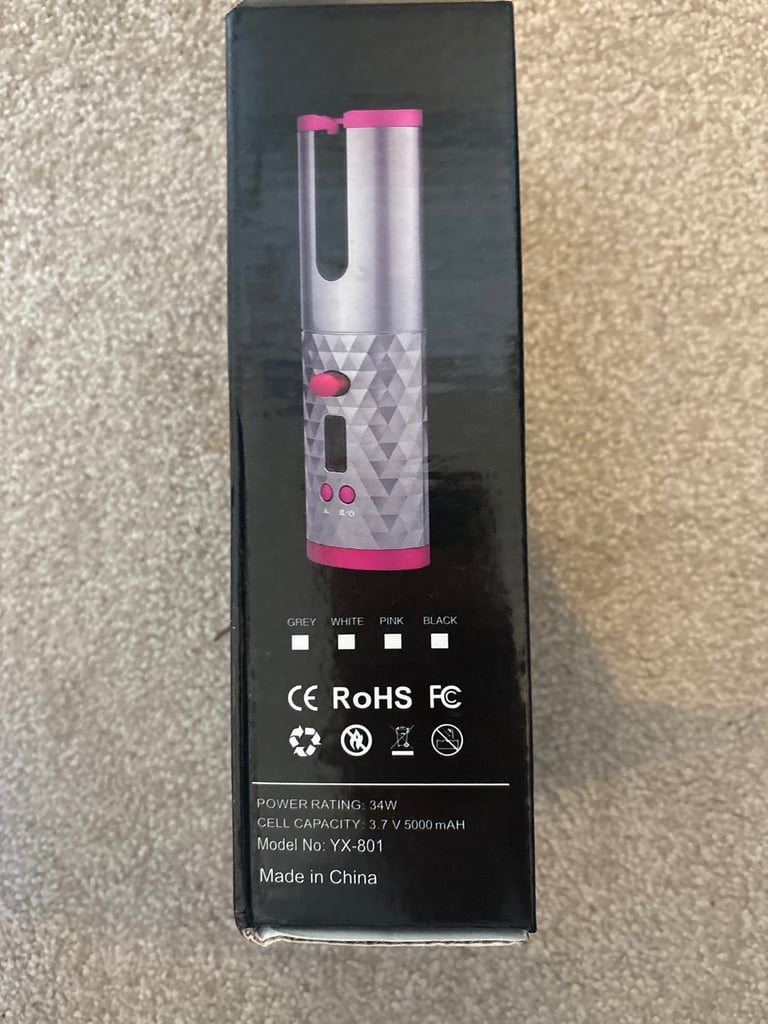 GREY WHITE PINK BLACK
CE RoHS FC
POWER RATING: 34W
CELL CAPACITY: 3.7 V 5000 mAH
Model No: YX-801
Made in China